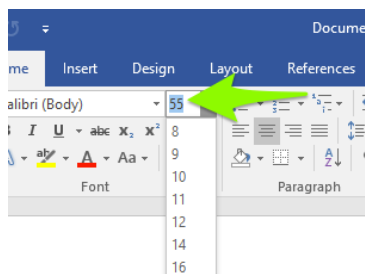 Docume
me Insert Design Layout References
alibri (Body) 55
I U abc X₂ X² 8
Aa 9
Font Paragraph
10
11
12
14
16